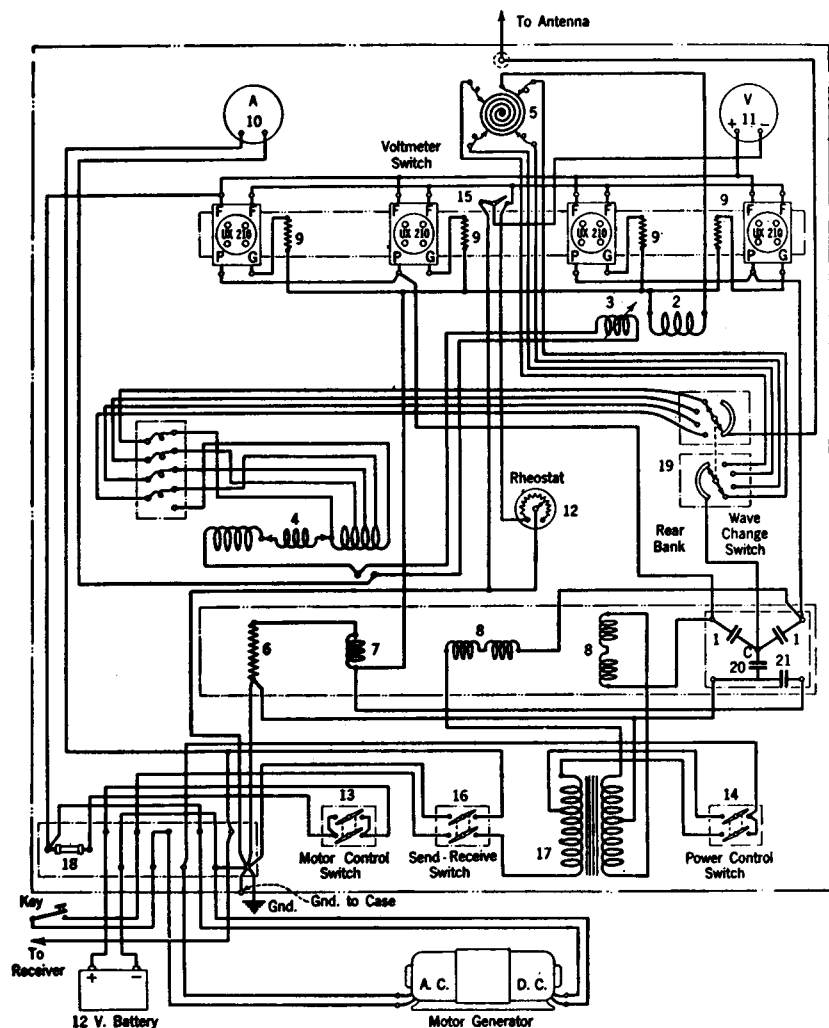 To Antenna
A
10
5
V
+ 11 -
Voltmeter
Switch
15
F F
UX 210
P G
9
F F
UX 210
P G
9
F F
UX 210
P G
9
9
F F
UX 210
P G
3
2
19
4
Rheostat
12
Rear
Bank
Wave
Change
Switch
6
7
8
8
1
C
1
20
21
13
Motor Control
Switch
16
Send-Receive
Switch
17
14
Power Control
Switch
18
Key
Gnd.
Gnd. to Case
To
Receiver
+ -
12 V. Battery
A. C.
D. C.
Motor Generator